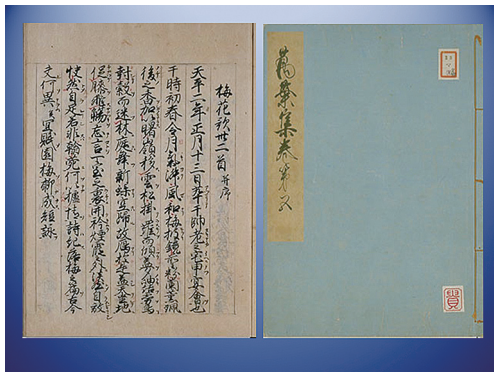 萬葉集巻第五
梅花歌卅二首并序
天平二年正月十三日萃于帥老之宅申宴會也
于時初春令月氣淑風和梅披鏡前之粉蘭薫珮
後之香加以曙嶺移雲松掛羅而傾盖夕岫結霧鳥
封縠而迷林庭舞新蝶空歸故鴈於是盖天坐地
促膝飛觴忘言一室之裏開衿煙霞之外淡然自放
快然自足若非翰苑何以攄情詩紀落梅之篇古今
夫何異矣宜賦園梅聊成短詠